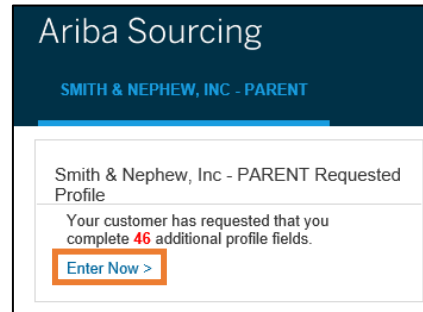 Ariba Sourcing
SMITH & NEPHEW, INC - PARENT
Smith & Nephew, Inc - PARENT Requested
Profile
Your customer has requested that you
complete 46 additional profile fields.
Enter Now >